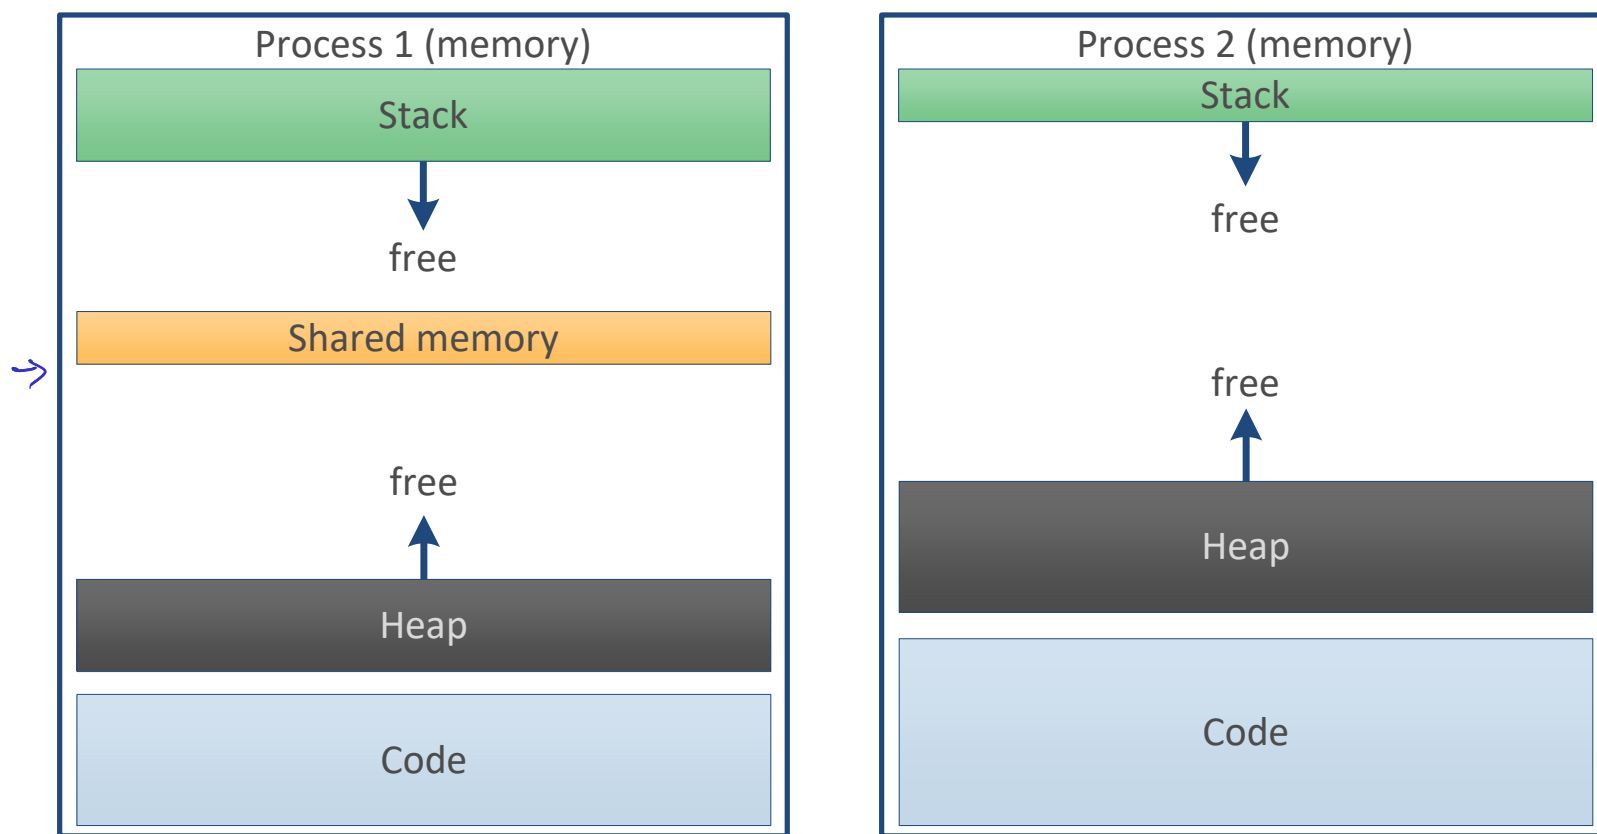 Process 1 (memory)
Stack
free
Shared memory
free
Heap
Code
Process 2 (memory)
Stack
free
free
Heap
Code